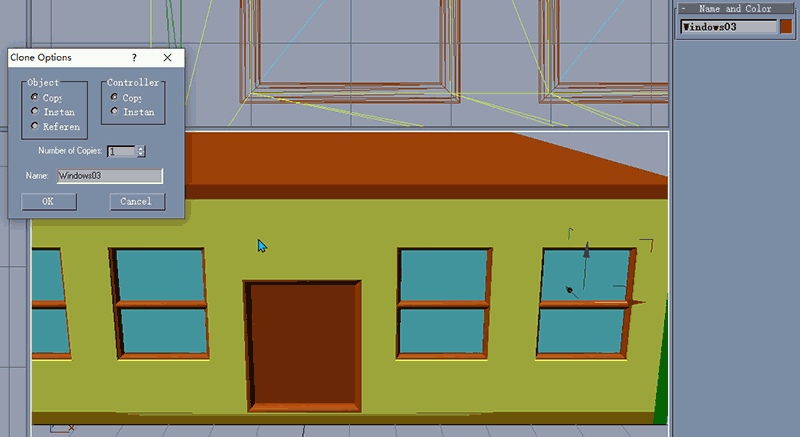 Name and Color
Windows03
Clone Options
Object
Controller
Copy
Copy
Instan
Instan
Referen
Number of Copies:
1
Name:
Windows03
OK
Cancel